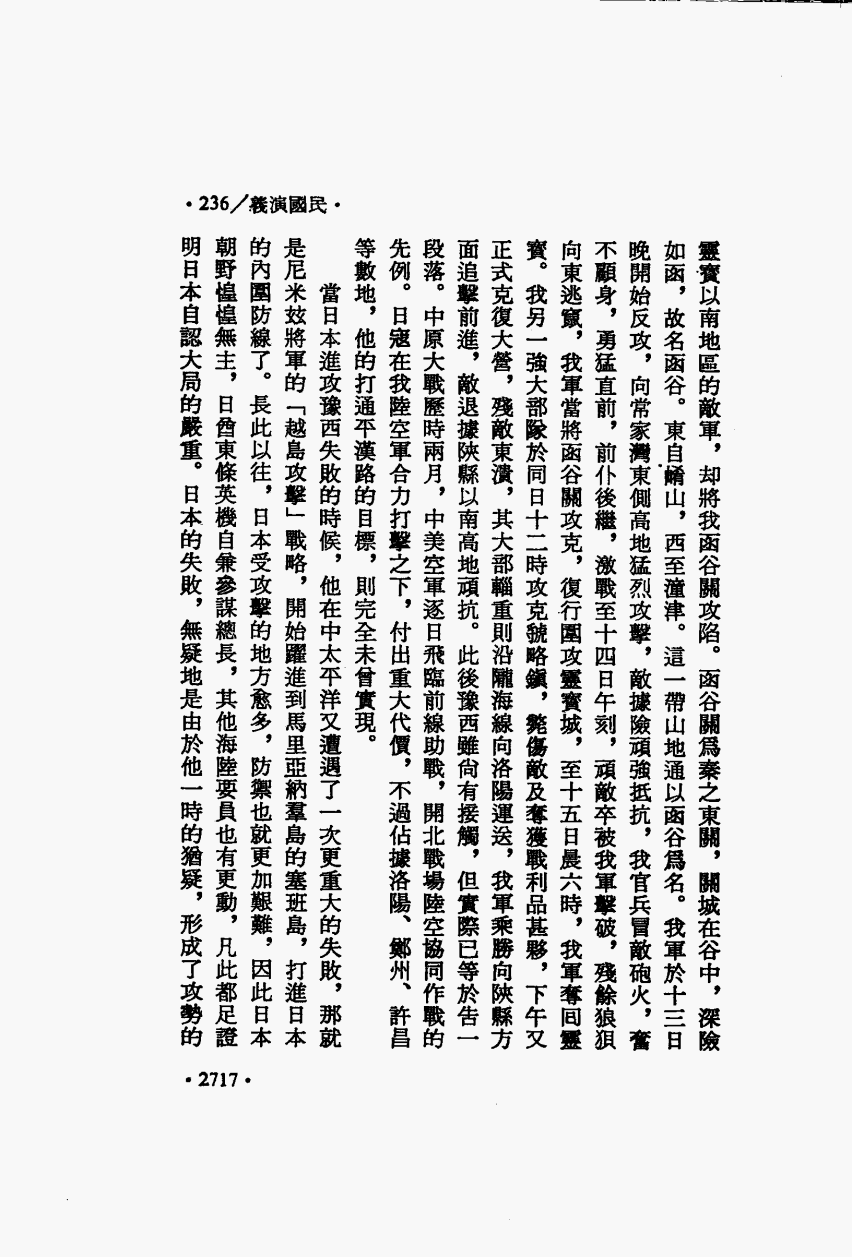 •236／義演國民•
靈寶以南地區的敵軍，却將我函谷關攻陷。函谷關爲秦之東關，關城在谷中，深險
如函，故名函谷。東自崤山，西至潼津。這一帶山地通以函谷爲名。我軍於十三日
晚開始反攻，向常家灣東側高地猛烈攻擊，敵據險頑強抵抗，我官兵冒敵砲火，奮
不顧身，勇猛直前，前仆後繼，激戰至十四日午刻，頑敵卒被我軍擊破，殘餘狼狽
向東逃竄，我軍當將函谷關攻克，復行圍攻靈寶城，至十五日晨六時，我軍奪回靈
寶。我另一強大部隊於同日十二時攻克虢略鎭，斃傷敵及奪獲戰利品甚夥，下午又
正式克復大營，殘敵東潰，其大部輜重則沿隴海線向洛陽運送，我軍乘勝向陝縣方
面追擊前進，敵退據陝縣以南高地頑抗。此後豫西雖尙有接觸，但實際已等於告一
段落。中原大戰歷時兩月，中美空軍逐日飛臨前線助戰，開北戰場陸空協同作戰的
先例。日寇在我陸空軍合力打擊之下，付出重大代價，不過佔據洛陽、鄭州、許昌
等數地，他的打通平漢路的目標，則完全未曾實現。
當日本進攻豫西失敗的時候，他在中太平洋又遭遇了一次更重大的失敗，那就
是尼米兹將軍的「越島攻擊」戰略，開始躍進到馬里亞納羣島的塞班島，打進日本
的內圍防線了。長此以往，日本受攻擊的地方愈多，防禦也就更加艱難，因此日本
朝野惶惶無主，日酋東條英機自兼參謀總長，其他海陸要員也有更動，凡此都足證
明日本自認大局的嚴重。日本的失敗，無疑地是由於他一時的猶疑，形成了攻勢的
•2717•